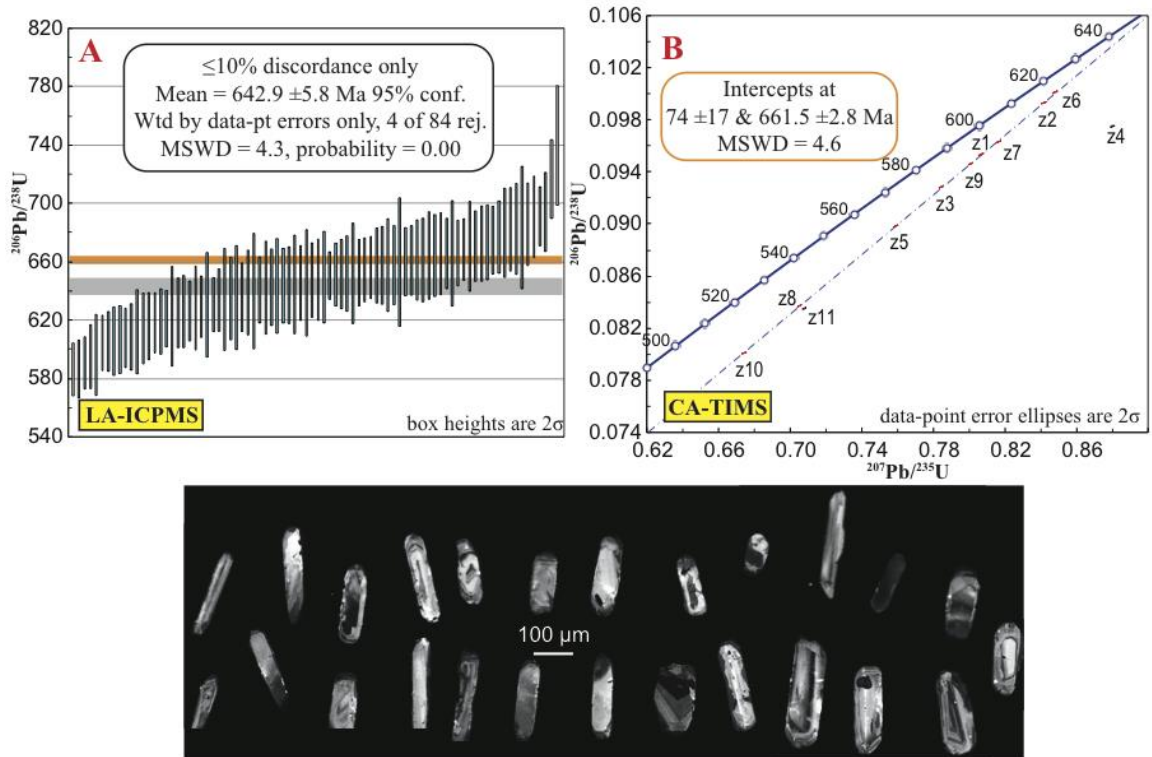 A
≤10% discordance only
Mean = 642.9 ±5.8 Ma 95% conf.
Wtd by data-pt errors only, 4 of 84 rej.
MSWD = 4.3, probability = 0.00
820
780
740
700
660
620
580
540
206Pb/238U
LA-ICPMS
box heights are 2σ
B
Intercepts at
74 ±17 & 661.5 ±2.8 Ma
MSWD = 4.6
0.106
0.102
0.098
0.094
0.090
0.086
0.082
0.078
0.074
206Pb/238U
640
620
600
580
560
540
520
500
z6
z2
z4
z1
z7
z9
z3
z5
z8
z11
z10
CA-TIMS
data-point error ellipses are 2σ
0.62
0.66
0.70
0.74
0.78
0.82
0.86
207Pb/235U
100 µm